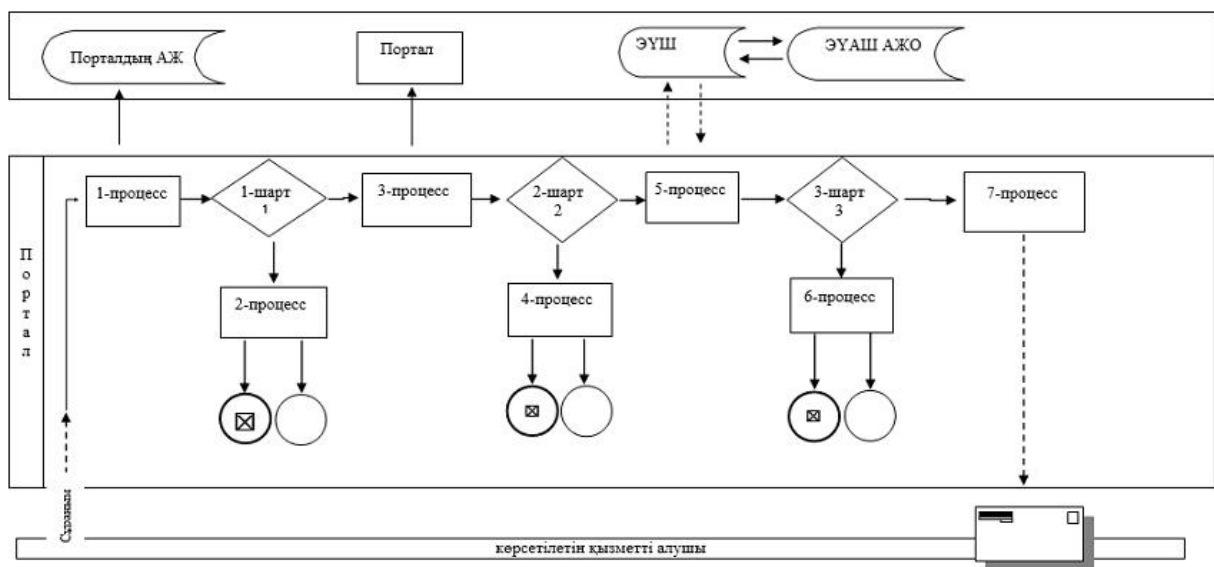 Порталдың АЖ
Портал
ЭҮШ
ЭҮАШ АЖО
1-процесс
1-шарт
1
3-процесс
2-шарт
2
5-процесс
3-шарт
3
7-процесс
Портал
2-процесс
4-процесс
6-процесс
Сұраным
көрсетілетін қызметті алушы